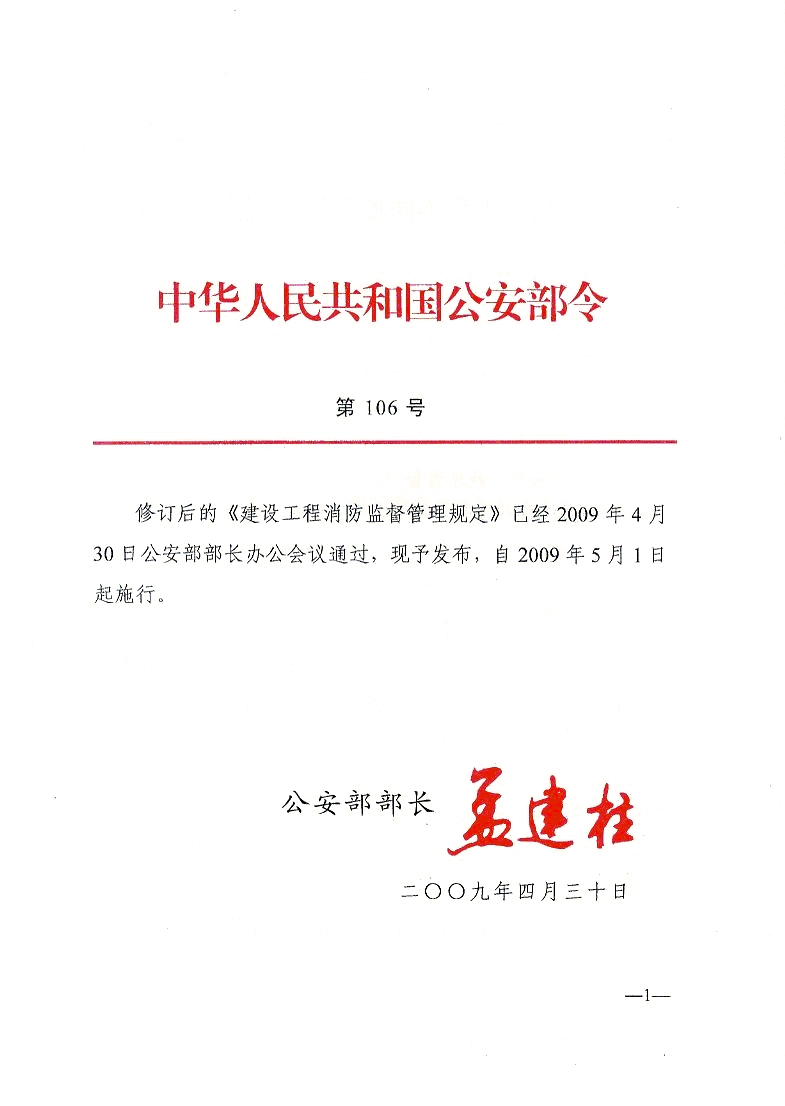 中华人民共和国公安部令
第 106 号
修订后的《建设工程消防监督管理规定》已经 2009 年 4 月
30 日公安部部长办公会议通过，现予发布，自 2009 年 5 月 1 日
起施行。
公安部部长 孟建柱
二〇〇九年四月三十日
—1—